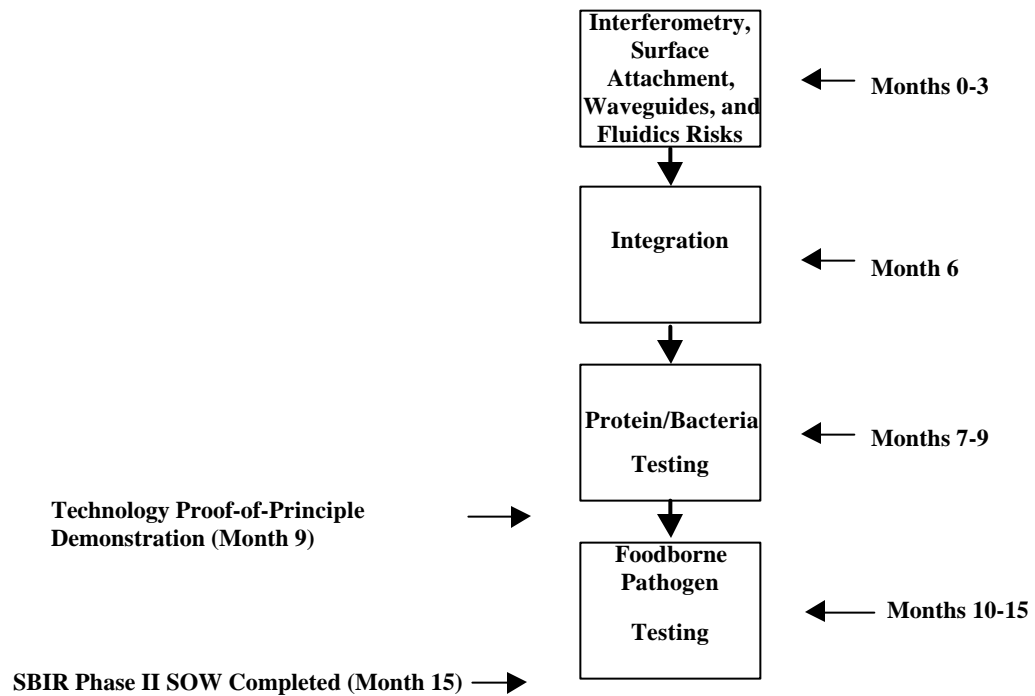 Interferometry,
Surface
Attachment,
Waveguides, and
Fluidics Risks
Months 0-3
Integration
Month 6
Protein/Bacteria
Testing
Months 7-9
Technology Proof-of-Principle
Demonstration (Month 9)
Foodborne
Pathogen
Testing
Months 10-15
SBIR Phase II SOW Completed (Month 15)